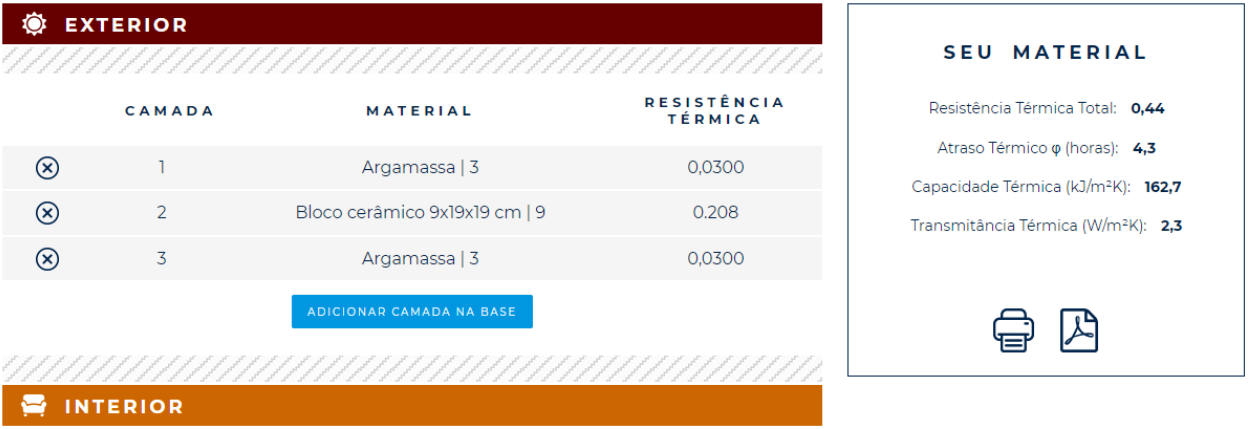 EXTERIOR
CAMADA MATERIAL RESISTÊNCIA TÉRMICA
1 Argamassa | 3 0,0300
2 Bloco cerâmico 9x19x19 cm | 9 0.208
3 Argamassa | 3 0,0300
ADICIONAR CAMADA NA BASE
INTERIOR
SEU MATERIAL
Resistência Térmica Total: 0,44
Atraso Térmico φ (horas): 4,3
Capacidade Térmica (kJ/m²K): 162,7
Transmitância Térmica (W/m²K): 2,3